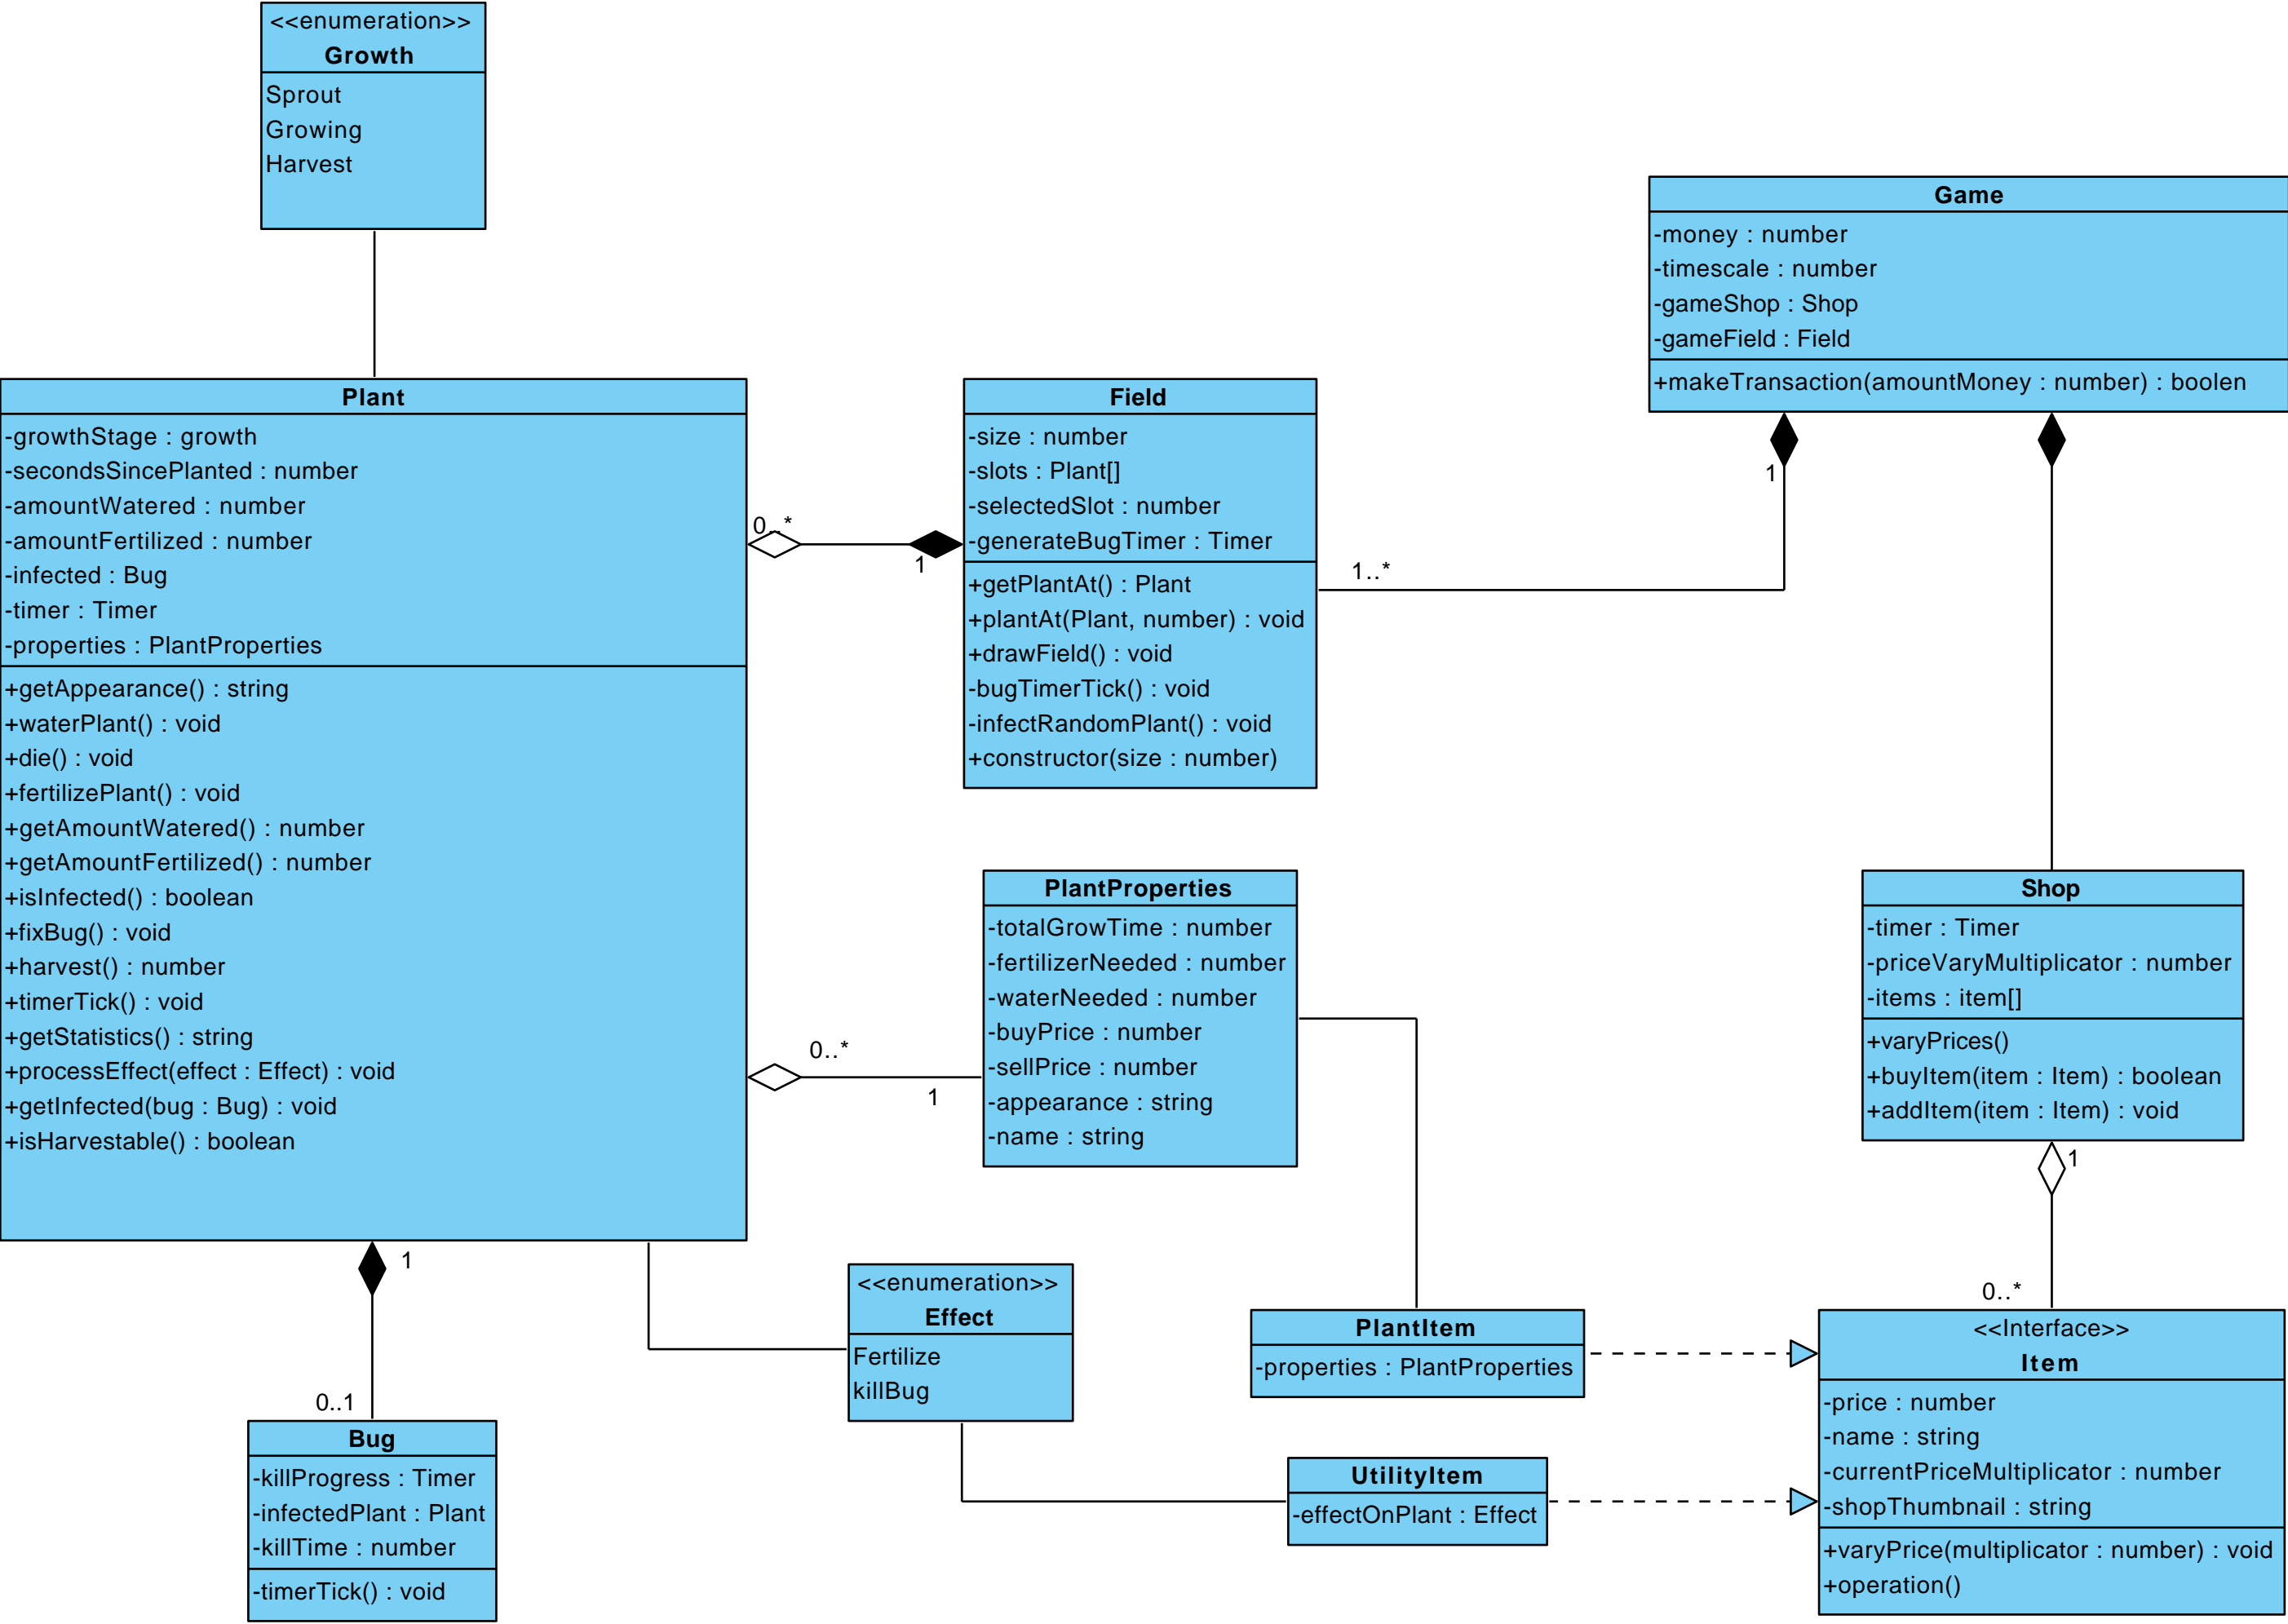 <<enumeration>>
Growth
Sprout
Growing
Harvest
Game
-money : number
-timescale : number
-gameShop : Shop
-gameField : Field
+makeTransaction(amountMoney : number) : boolen
Plant
-growthStage : growth
-secondsSincePlanted : number
-amountWatered : number
-amountFertilized : number
-infected : Bug
-timer : Timer
-properties : PlantProperties
+getAppearance() : string
+waterPlant() : void
+die() : void
+fertilizePlant() : void
+getAmountWatered() : number
+getAmountFertilized() : number
+isInfected() : boolean
+fixBug() : void
+harvest() : number
+timerTick() : void
+getStatistics() : string
+processEffect(effect : Effect) : void
+getInfected(bug : Bug) : void
+isHarvestable() : boolean
0..*
1
Field
-size : number
-slots : Plant[]
-selectedSlot : number
-generateBugTimer : Timer
+getPlantAt() : Plant
+plantAt(Plant, number) : void
+drawField() : void
-bugTimerTick() : void
-infectRandomPlant() : void
+constructor(size : number)
1..*
1
PlantProperties
-totalGrowTime : number
-fertilizerNeeded : number
-waterNeeded : number
-buyPrice : number
-sellPrice : number
-appearance : string
-name : string
0..*
1
Shop
-timer : Timer
-priceVaryMultiplicator : number
-items : item[]
+varyPrices()
+buyItem(item : Item) : boolean
+addItem(item : Item) : void
1
0..*
1
0..1
Bug
-killProgress : Timer
-infectedPlant : Plant
-killTime : number
-timerTick() : void
<<enumeration>>
Effect
Fertilize
killBug
PlantItem
-properties : PlantProperties
UtilityItem
-effectOnPlant : Effect
<<Interface>>
Item
-price : number
-name : string
-currentPriceMultiplicator : number
-shopThumbnail : string
+varyPrice(multiplicator : number) : void
+operation()